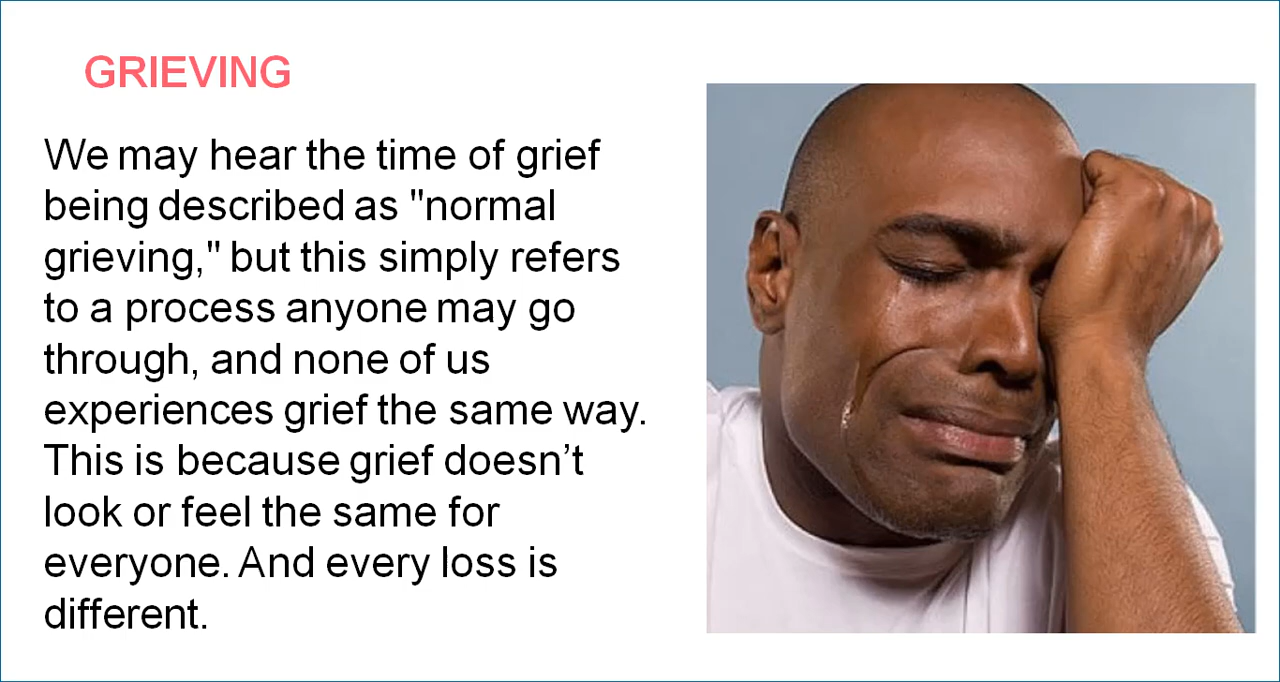 GRIEVING
We may hear the time of grief
being described as "normal
grieving," but this simply refers
to a process anyone may go
through, and none of us
experiences grief the same way.
This is because grief doesn’t
look or feel the same for
everyone. And every loss is
different.